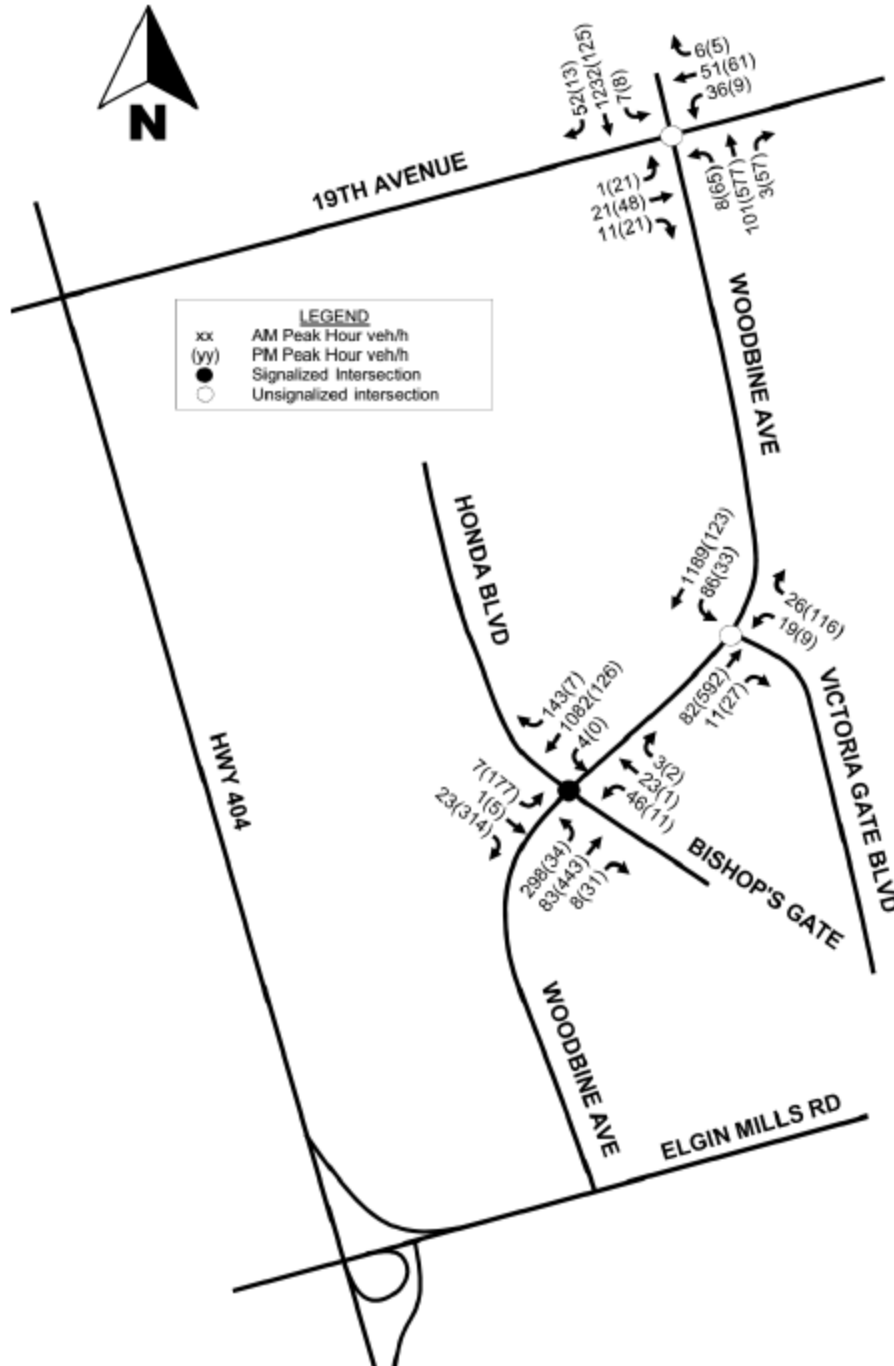 N
52(13)
1232(125)
7(8)
6(5)
51(61)
36(9)
19TH AVENUE
1(21)
21(48)
11(21)
8(65)
101(577)
3(57)
LEGEND
xx AM Peak Hour veh/h
(yy) PM Peak Hour veh/h
Signalized Intersection
Unsignalized intersection
WOODBINE AVE
HONDA BLVD
1189(123)
86(33)
26(116)
19(9)
82(592)
11(27)
VICTORIA GATE BLVD
143(7)
1082(126)
4(0)
HWY 404
7(177)
1(5)
23(314)
3(2)
23(1)
46(11)
298(34)
83(443)
8(31)
BISHOP'S GATE
WOODBINE AVE
ELGIN MILLS RD